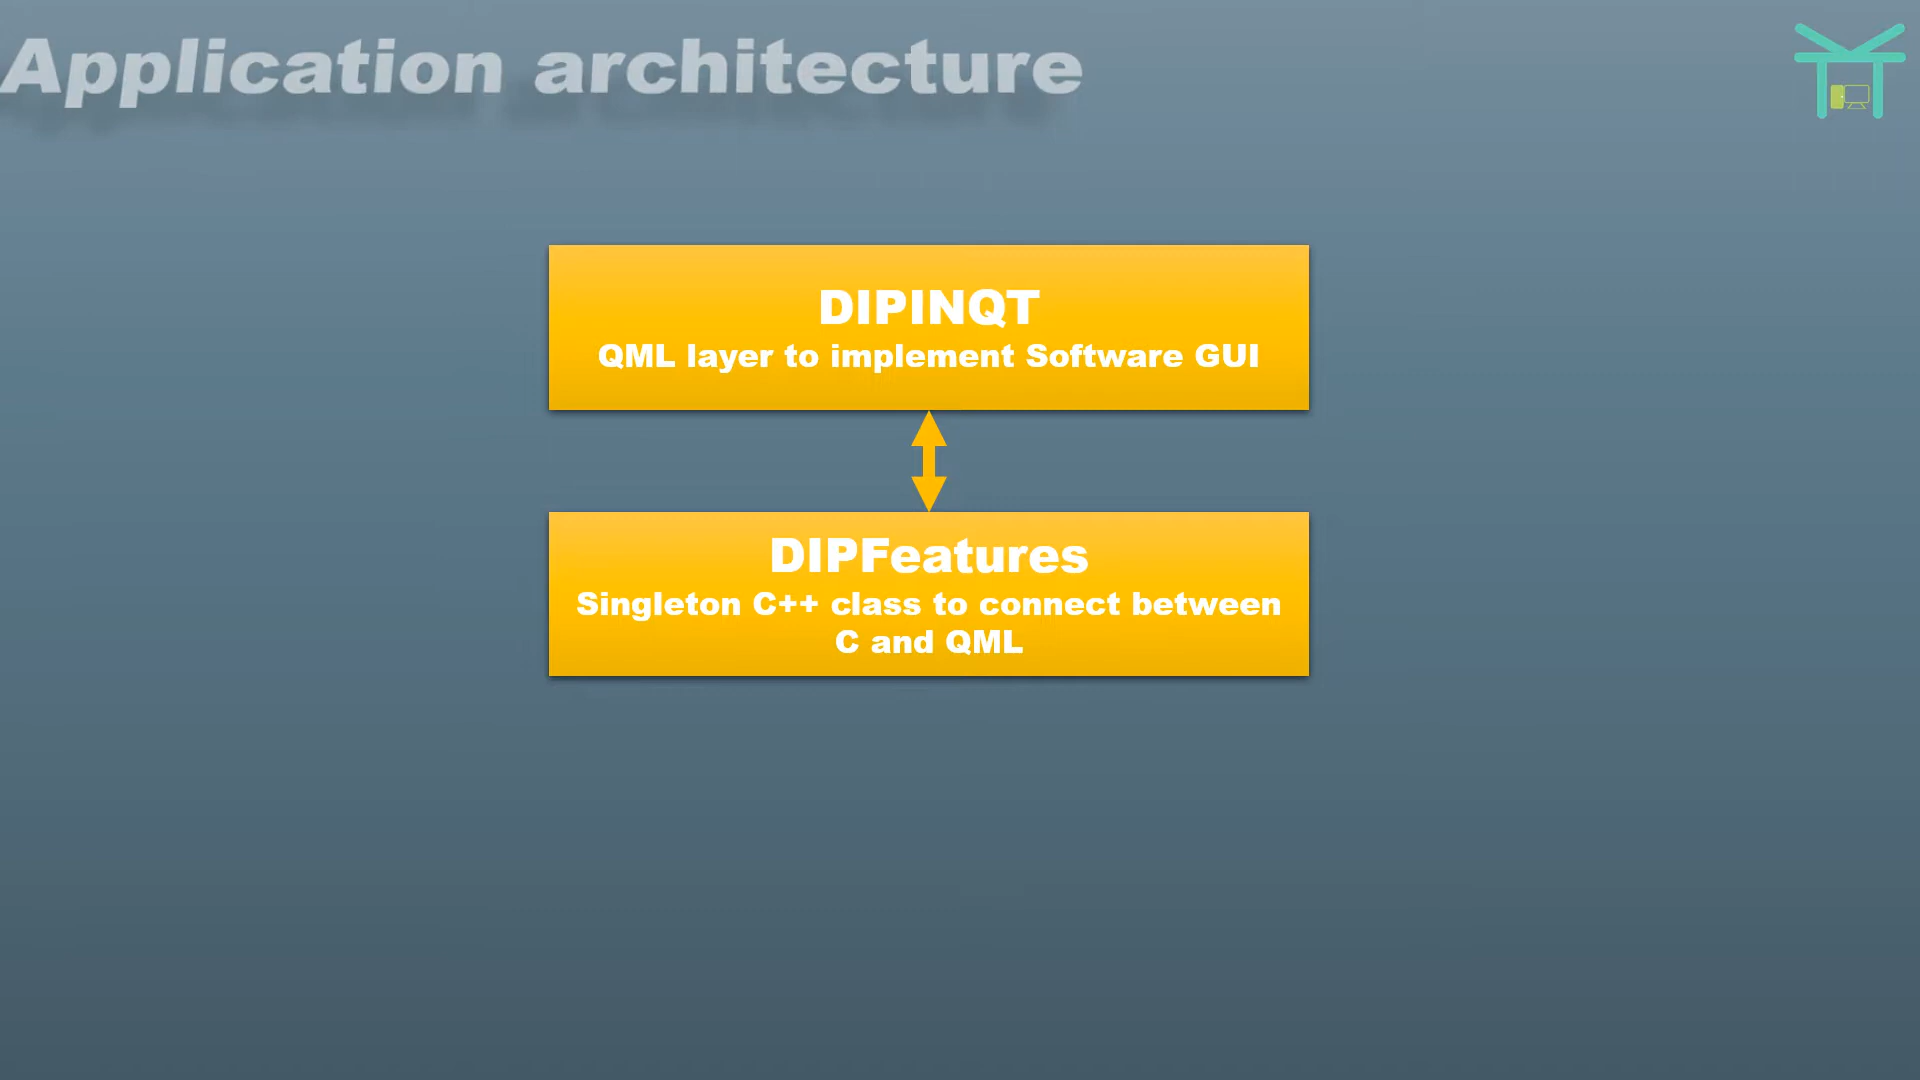 Application architecture
DIPINQT
QML layer to implement Software GUI
DIPFeatures
Singleton C++ class to connect between
C and QML